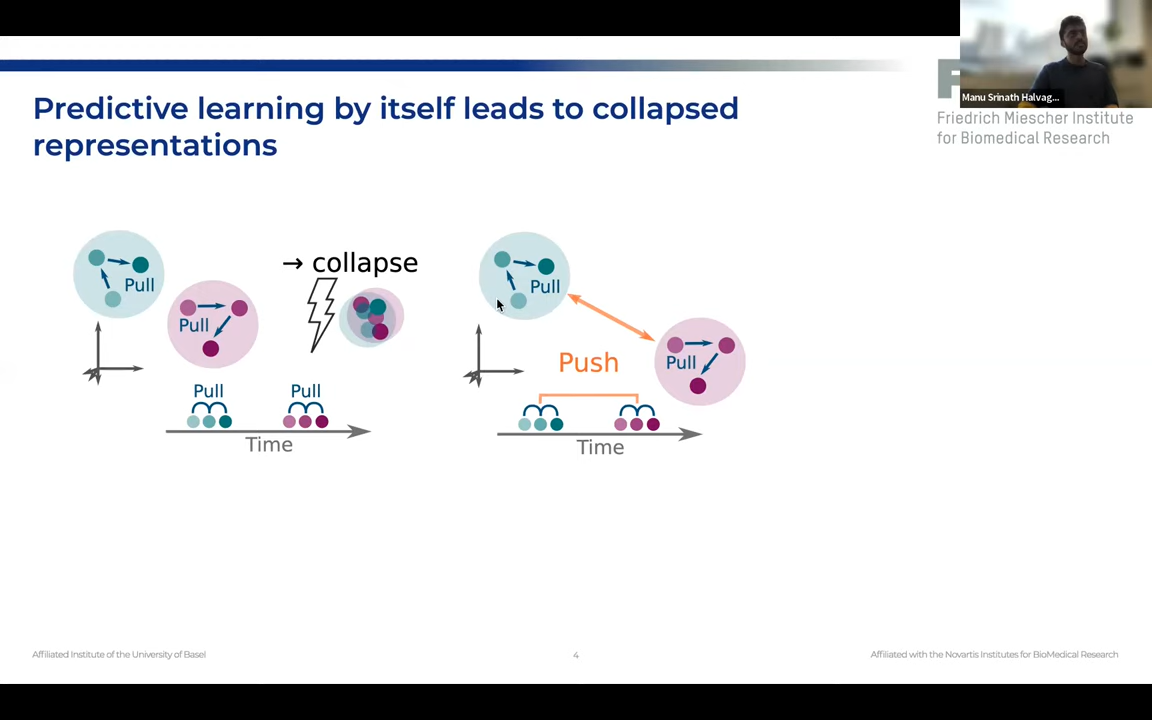 Manu Srinath Halvag...
F
Friedrich Miescher Institute
for Biomedical Research
Predictive learning by itself leads to collapsed
representations
→ collapse
Pull
Pull
Pull
Pull
Time
Pull
Push
Pull
Time
Affiliated Institute of the University of Basel
4
Affiliated with the Novartis Institutes for BioMedical Research